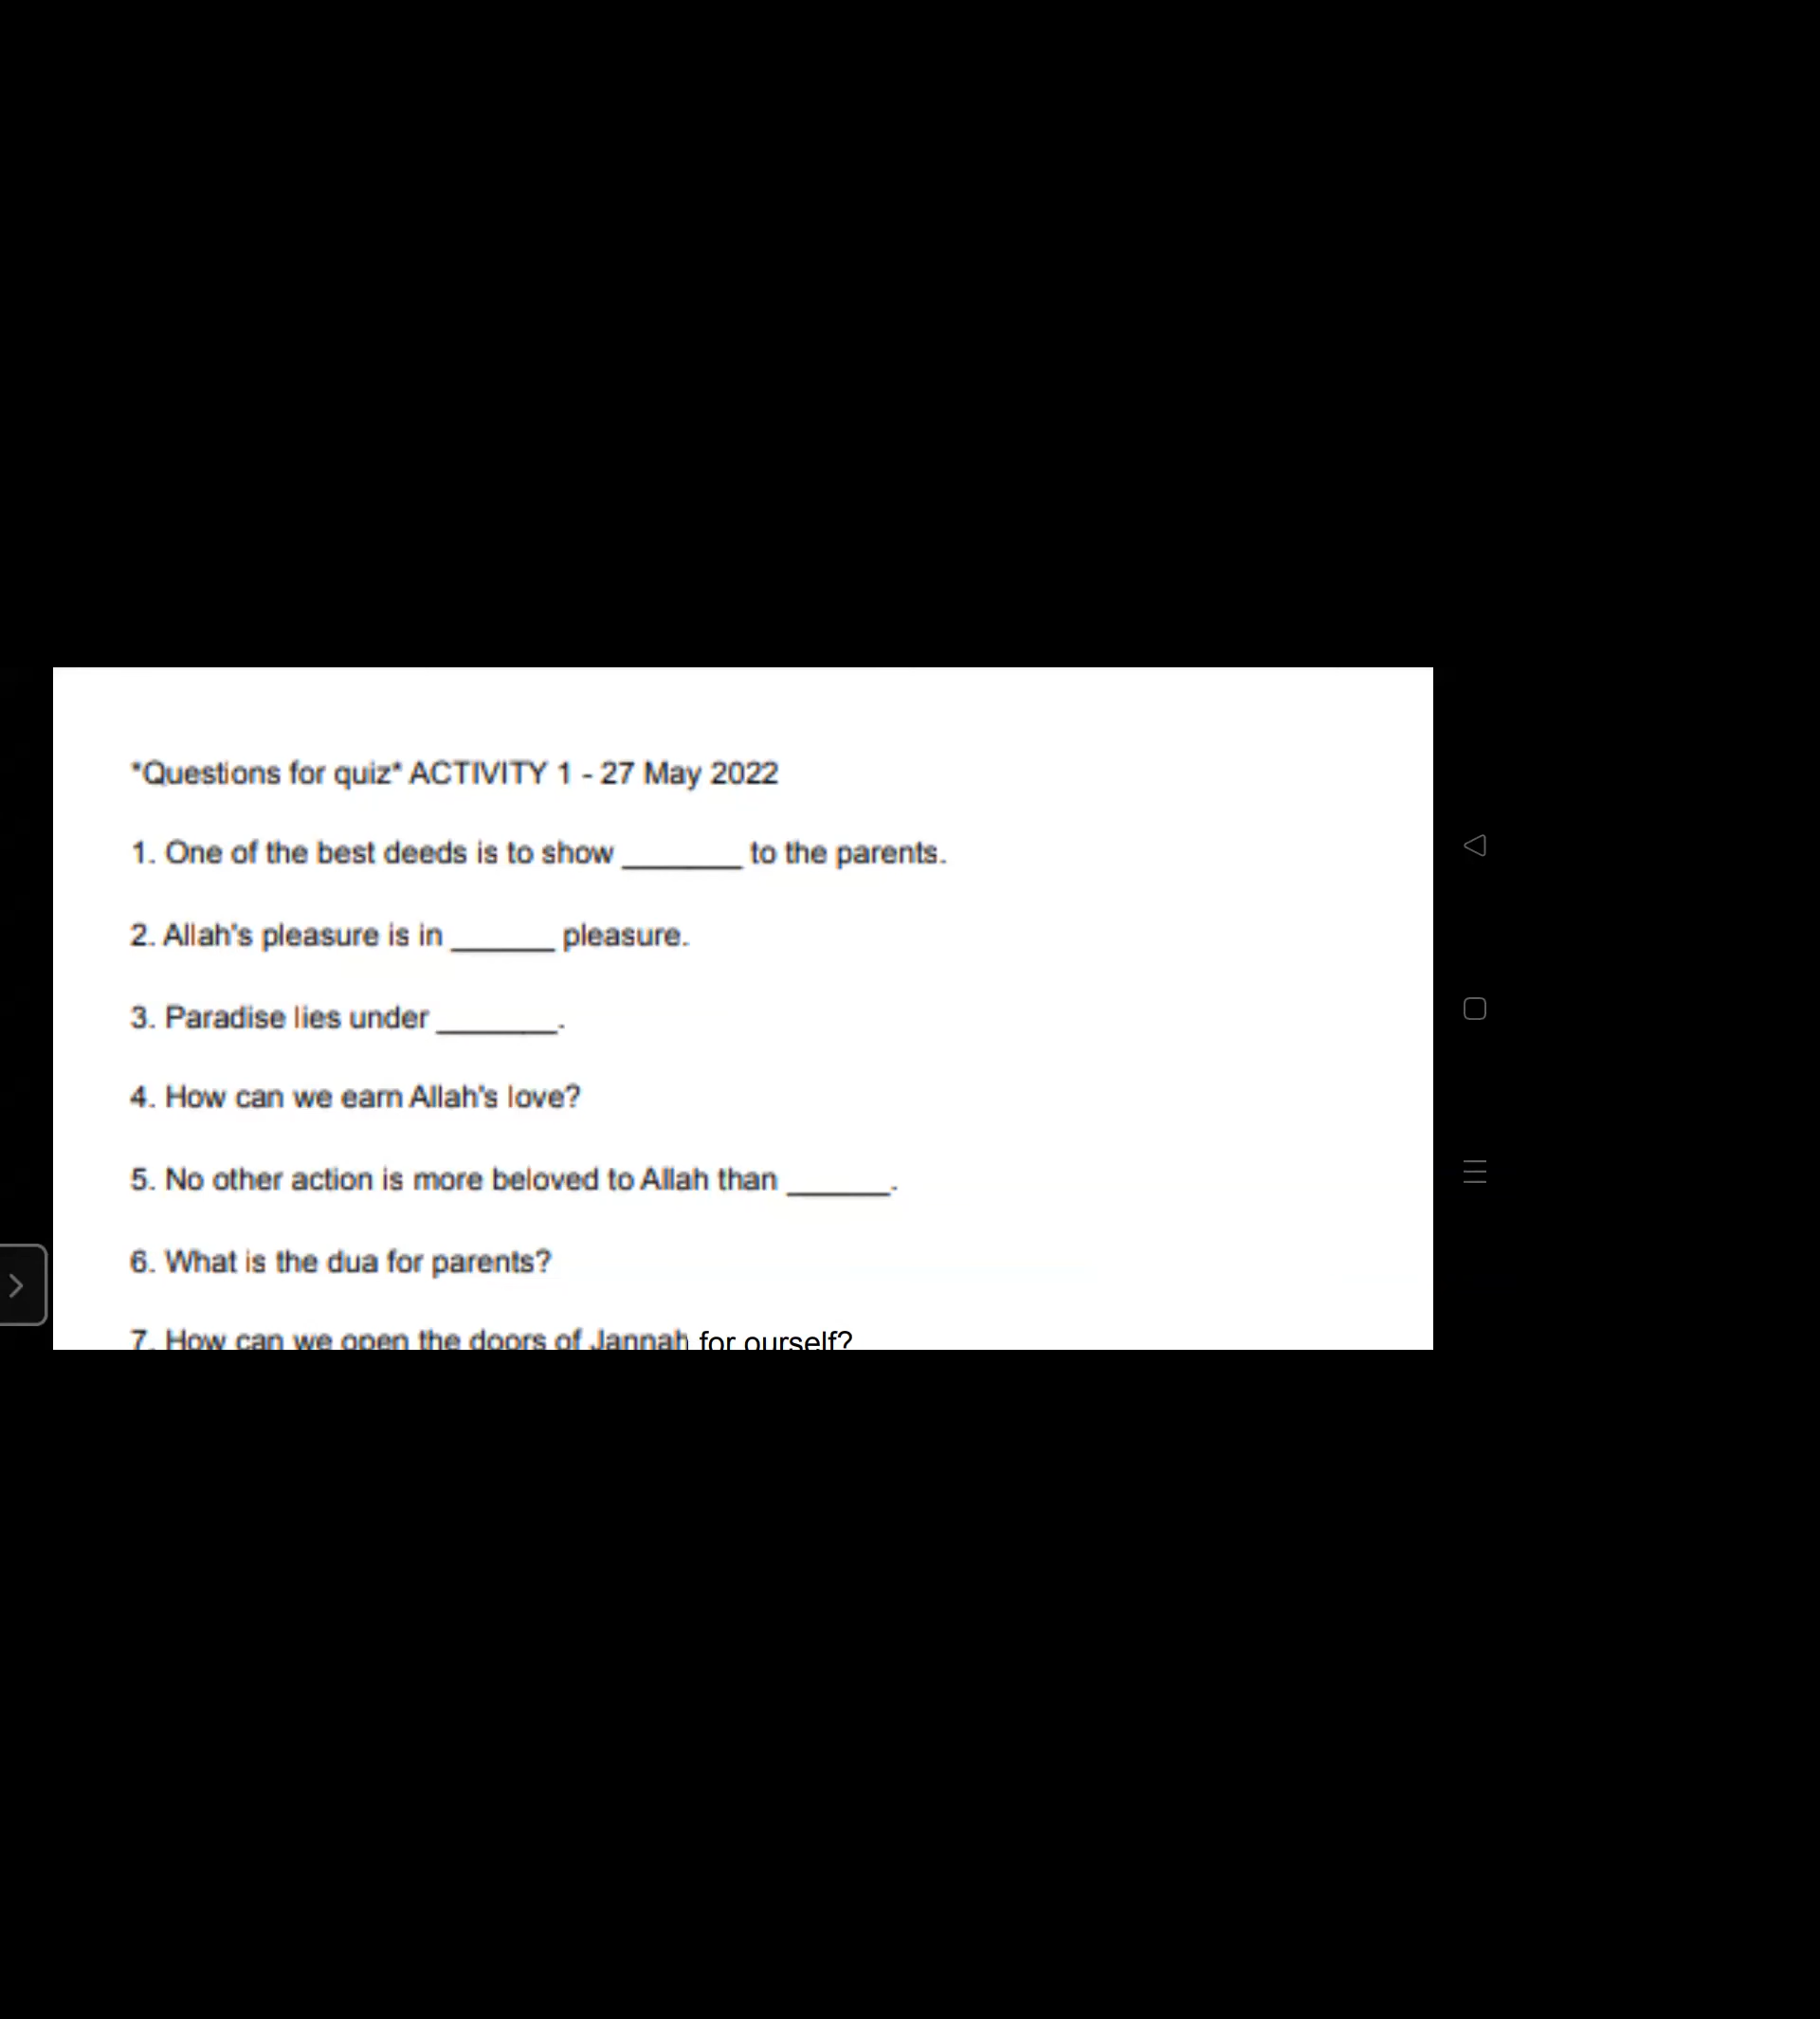 *Questions for quiz* ACTIVITY 1 - 27 May 2022
1. One of the best deeds is to show ________ to the parents.
2. Allah's pleasure is in _______ pleasure.
3. Paradise lies under ________.
4. How can we earn Allah's love?
5. No other action is more beloved to Allah than _______.
6. What is the dua for parents?
7. How can we open the doors of Jannah for ourself?